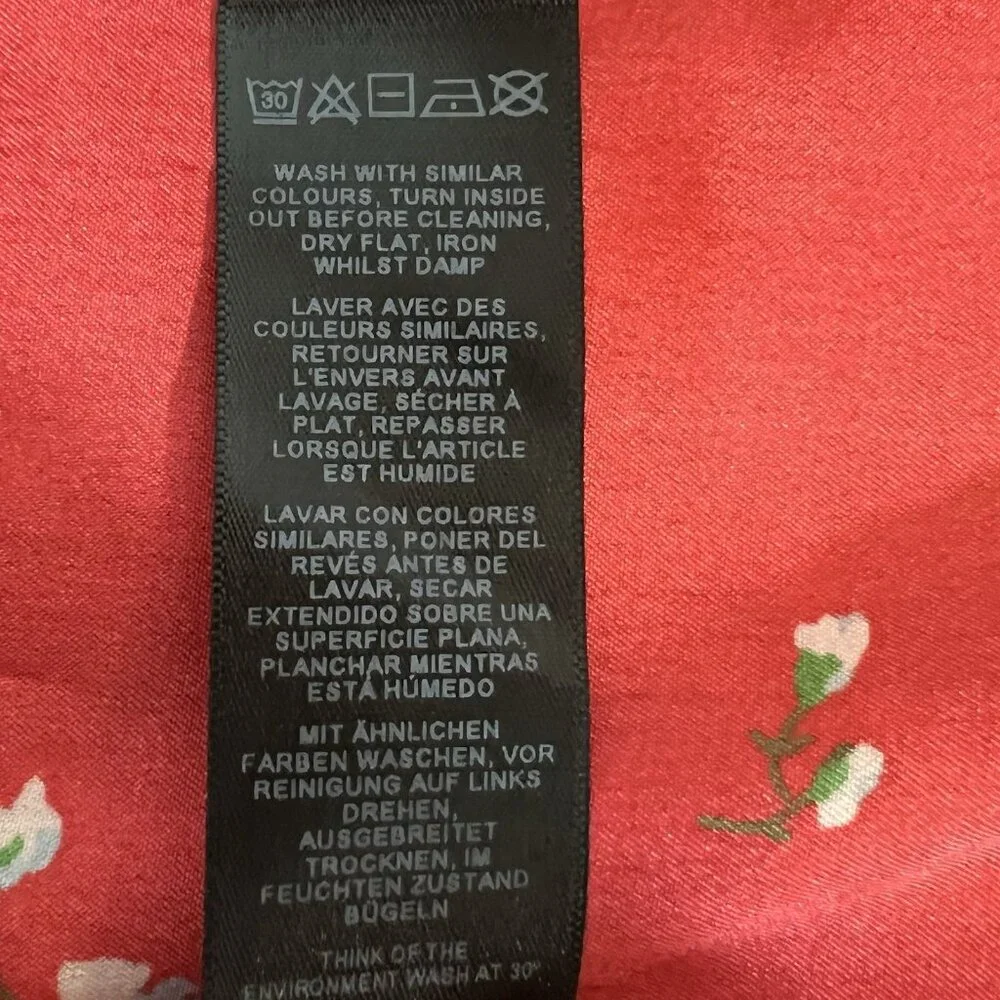 30
WASH WITH SIMILAR
COLOURS, TURN INSIDE
OUT BEFORE CLEANING,
DRY FLAT, IRON
WHILST DAMP
LAVER AVEC DES
COULEURS SIMILAIRES,
RETOURNER SUR
L'ENVERS AVANT
LAVAGE, SÉCHER À
PLAT, REPASSER
LORSQUE L'ARTICLE
EST HUMIDE
LAVAR CON COLORES
SIMILARES, PONER DEL
REVÉS ANTES DE
LAVAR, SECAR
EXTENDIDO SOBRE UNA
SUPERFICIE PLANA,
PLANCHAR MIENTRAS
ESTÁ HÚMEDO
MIT ÄHNLICHEN
FARBEN WASCHEN, VOR
REINIGUNG AUF LINKS
DREHEN,
AUSGEBREITET
TROCKNEN, IM
FEUCHTEN ZUSTAND
BÜGELN
THINK OF THE
ENVIRONMENT WASH AT 30°